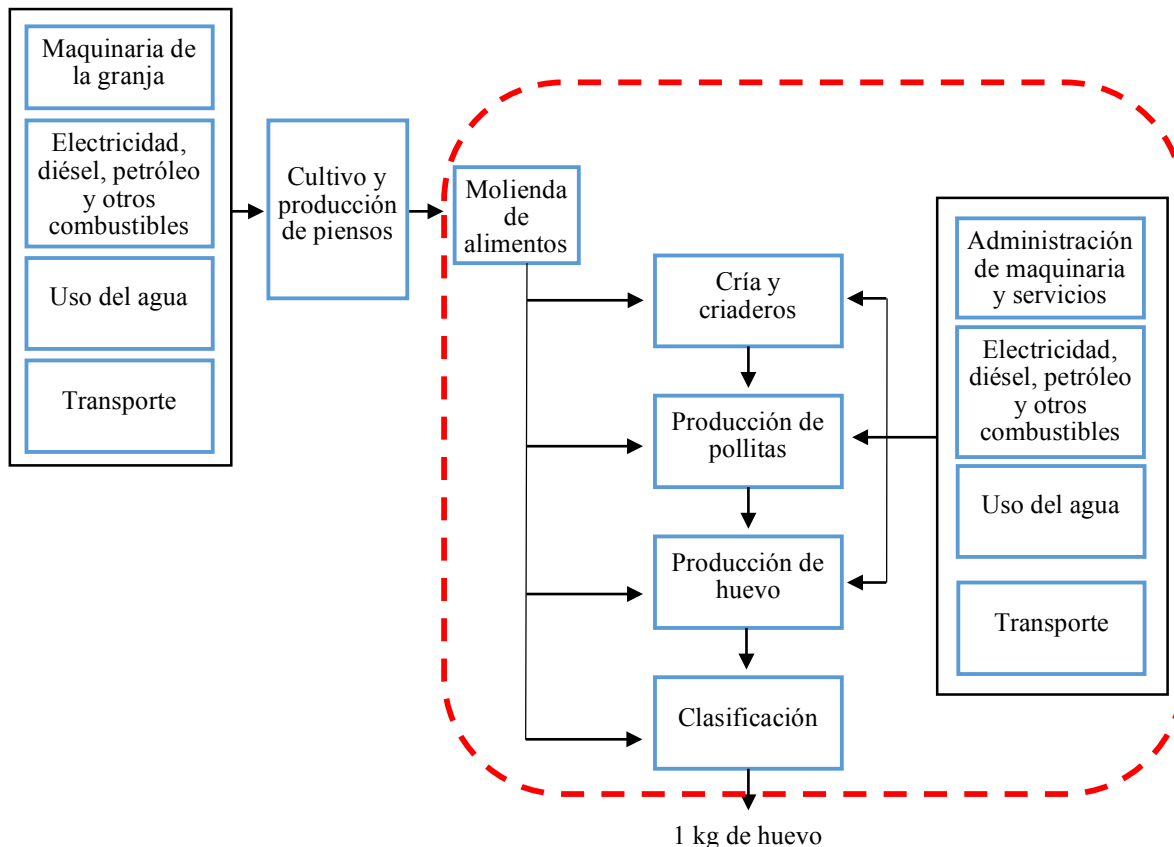 Maquinaria de
la granja
Electricidad,
diésel, petróleo
y otros
combustibles
Uso del agua
Transporte
Cultivo y
producción
de piensos
Molienda
de
alimentos
Cría y
criaderos
Producción de
pollitas
Producción de
huevo
Clasificación
1 kg de huevo
Administración
de maquinaria
y servicios
Electricidad,
diésel, petróleo
y otros
combustibles
Uso del agua
Transporte